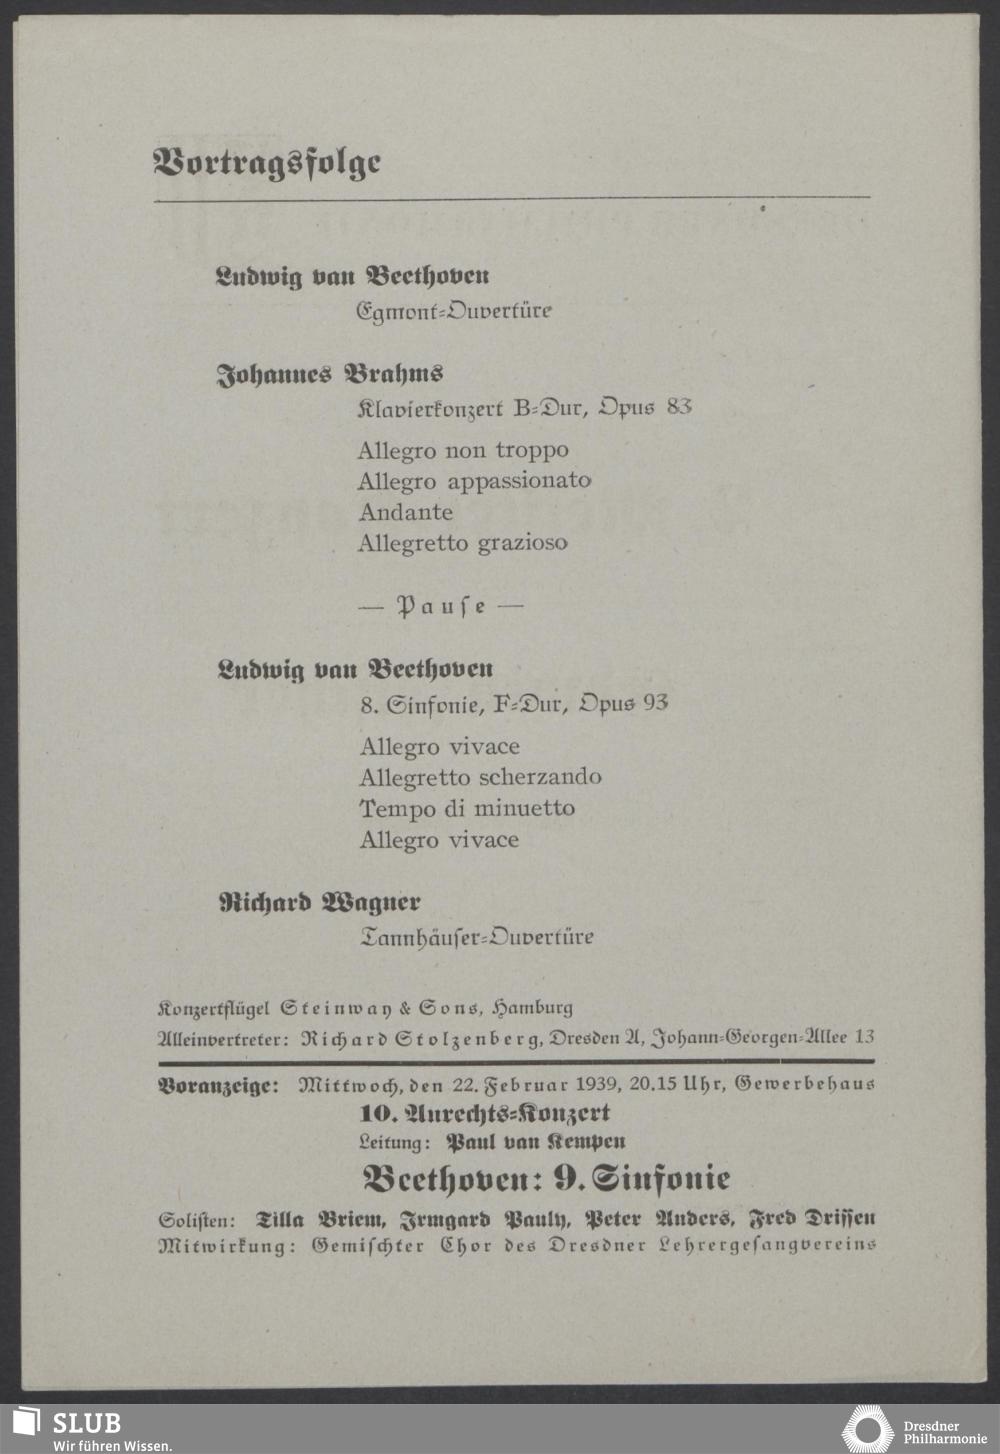 Vortragsfolge
Ludwig van Beethoven
Egmont-Ouvertüre
Johannes Brahms
Klavierkonzert B-Dur, Opus 83
Allegro non troppo
Allegro appassionato
Andante
Allegretto grazioso
— Pause —
Ludwig van Beethoven
8. Sinfonie, F-Dur, Opus 93
Allegro vivace
Allegretto scherzando
Tempo di minuetto
Allegro vivace
Richard Wagner
Tannhäuser-Ouvertüre
Konzertflügel Steinway & Sons, Hamburg
Alleinvertreter: Richard Stolzenberg, Dresden A, Johann-Georgen-Allee 13
Voranzeige: Mittwoch, den 22. Februar 1939, 20.15 Uhr, Gewerbehaus
10. Anrechts-Konzert
Leitung: Paul van Kempen
Beethoven: 9. Sinfonie
Solisten: Tilla Briem, Irmgard Pauly, Peter Anders, Fred Drissen
Mitwirkung: Gemischter Chor des Dresdner Lehrergesangvereins
SLUB
Wir führen Wissen.
Dresdner
Philharmonie